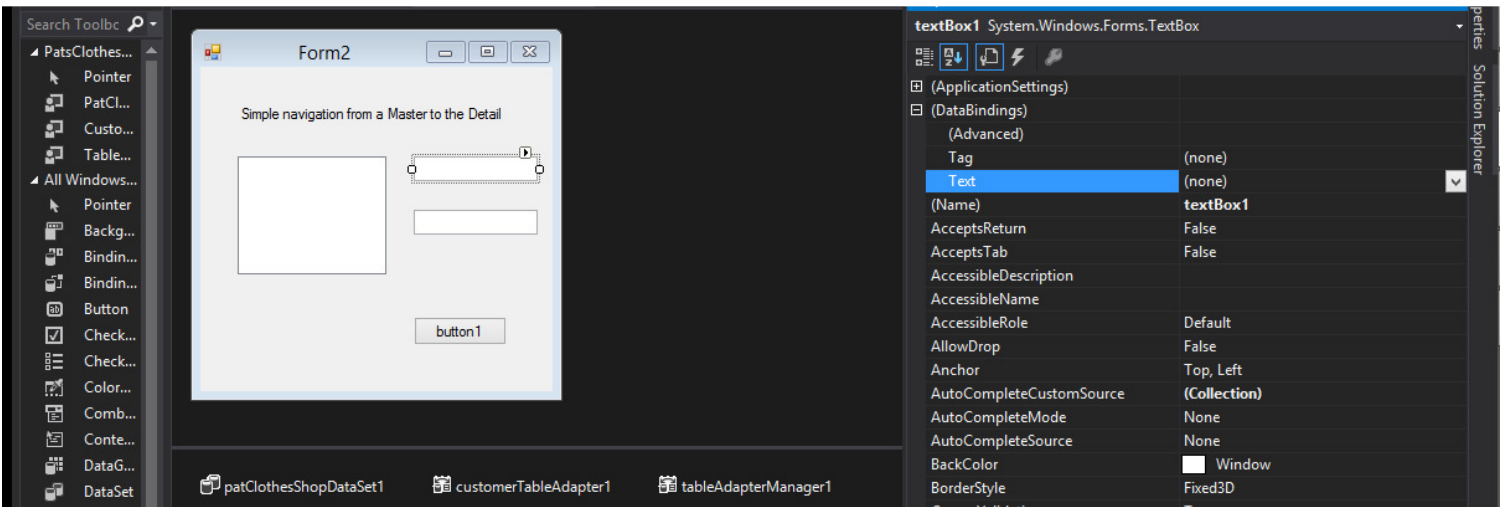 Search Toolbc
PatsClothes...
Pointer
PatCl...
Custo...
Table...
All Windows...
Pointer
Backg...
Bindin...
Bindin...
Button
Check...
Check...
Color...
Comb...
Conte...
DataG...
DataSet
Form2
Simple navigation from a Master to the Detail
button1
patClothesShopDataSet1 customerTableAdapter1 tableAdapterManager1
textBox1 System.Windows.Forms.TextBox
(ApplicationSettings)
(DataBindings)
(Advanced)
Tag (none)
Text (none)
(Name) textBox1
AcceptsReturn False
AcceptsTab False
AccessibleDescription
AccessibleName
AccessibleRole Default
AllowDrop False
Anchor Top, Left
AutoCompleteCustomSource (Collection)
AutoCompleteMode None
AutoCompleteSource None
BackColor Window
BorderStyle Fixed3D
perties
Solution Explorer